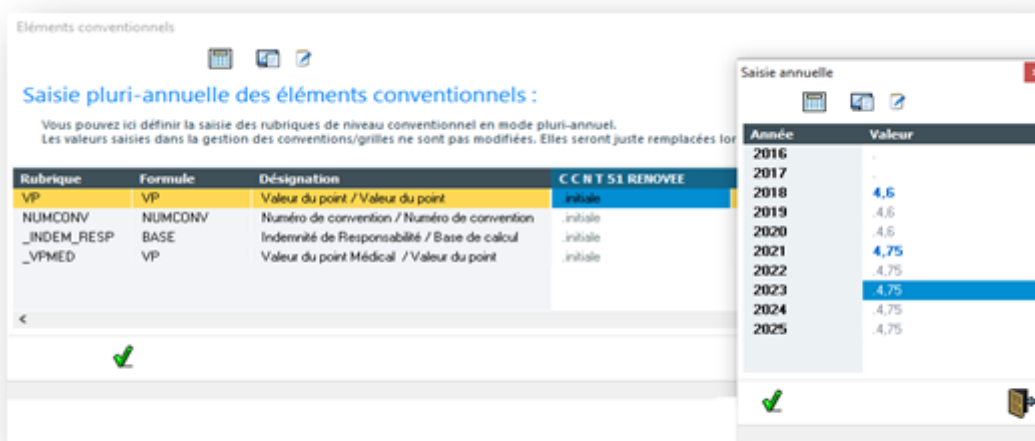 Eléments conventionnels
Saisie pluri-annuelle des éléments conventionnels :
Vous pouvez ici définir la saisie des rubriques de niveau conventionnel en mode pluri-annuel.
Les valeurs saisies dans la gestion des conventions/grilles ne sont pas modifiées. Elles seront juste remplacées lor
Rubrique Formule Désignation C C N T 51 RENOVEE
VP VP Valeur du point / Valeur du point .initiale
NUMCONV NUMCONV Numéro de convention / Numéro de convention .initiale
_INDEM_RESP BASE Indemnité de Responsabilité / Base de calcul .initiale
_VPMED VP Valeur du point Médical / Valeur du point .initiale
Saisie annuelle
Année Valeur
2016 .
2017 .
2018 4,6
2019 .4,6
2020 .4,6
2021 4,75
2022 .4,75
2023 .4,75
2024 .4,75
2025 .4,75